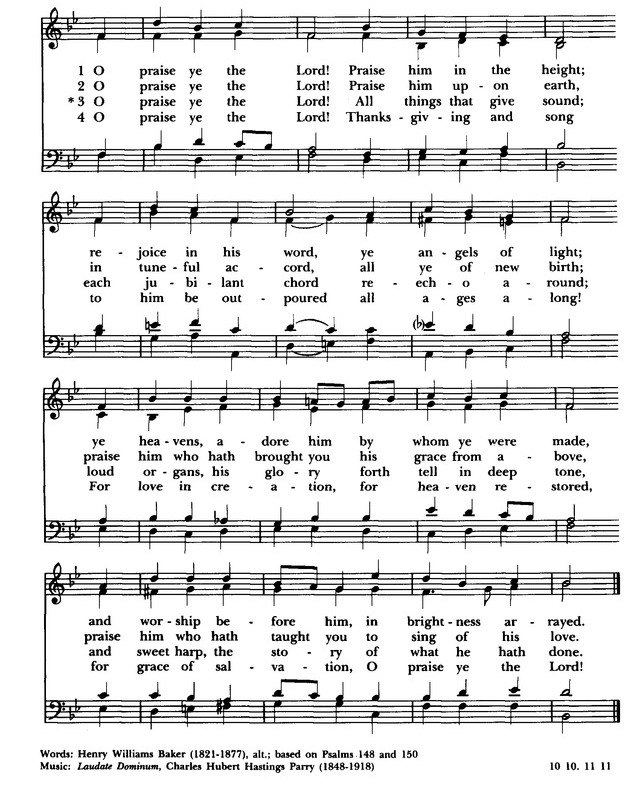 1 O praise ye the Lord! Praise him in the height;
2 O praise ye the Lord! Praise him up - on earth,
*3 O praise ye the Lord! All things that give sound;
4 O praise ye the Lord! Thanks - giv - ing and song
re - joice in his word, ye an - gels of light;
in tune - ful ac - cord, all ye of new birth;
each ju - bi - lant chord re - ech - o a - round;
to him be out - poured all a - ges a - long!
ye hea - vens, a - dore him by whom ye were made,
praise him who hath brought you his grace from a - bove,
loud or - gans, his glo - ry forth tell in deep tone,
For love in cre - a - tion, for hea - ven re - stored,
and wor - ship be - fore him, in bright - ness ar - rayed.
praise him who hath taught you to sing of his love.
and sweet harp, the sto - ry of what he hath done.
for grace of sal - va - tion, O praise ye the Lord!
Words: Henry Williams Baker (1821-1877), alt.; based on Psalms 148 and 150
Music: Laudate Dominum, Charles Hubert Hastings Parry (1848-1918) 10 10. 11 11